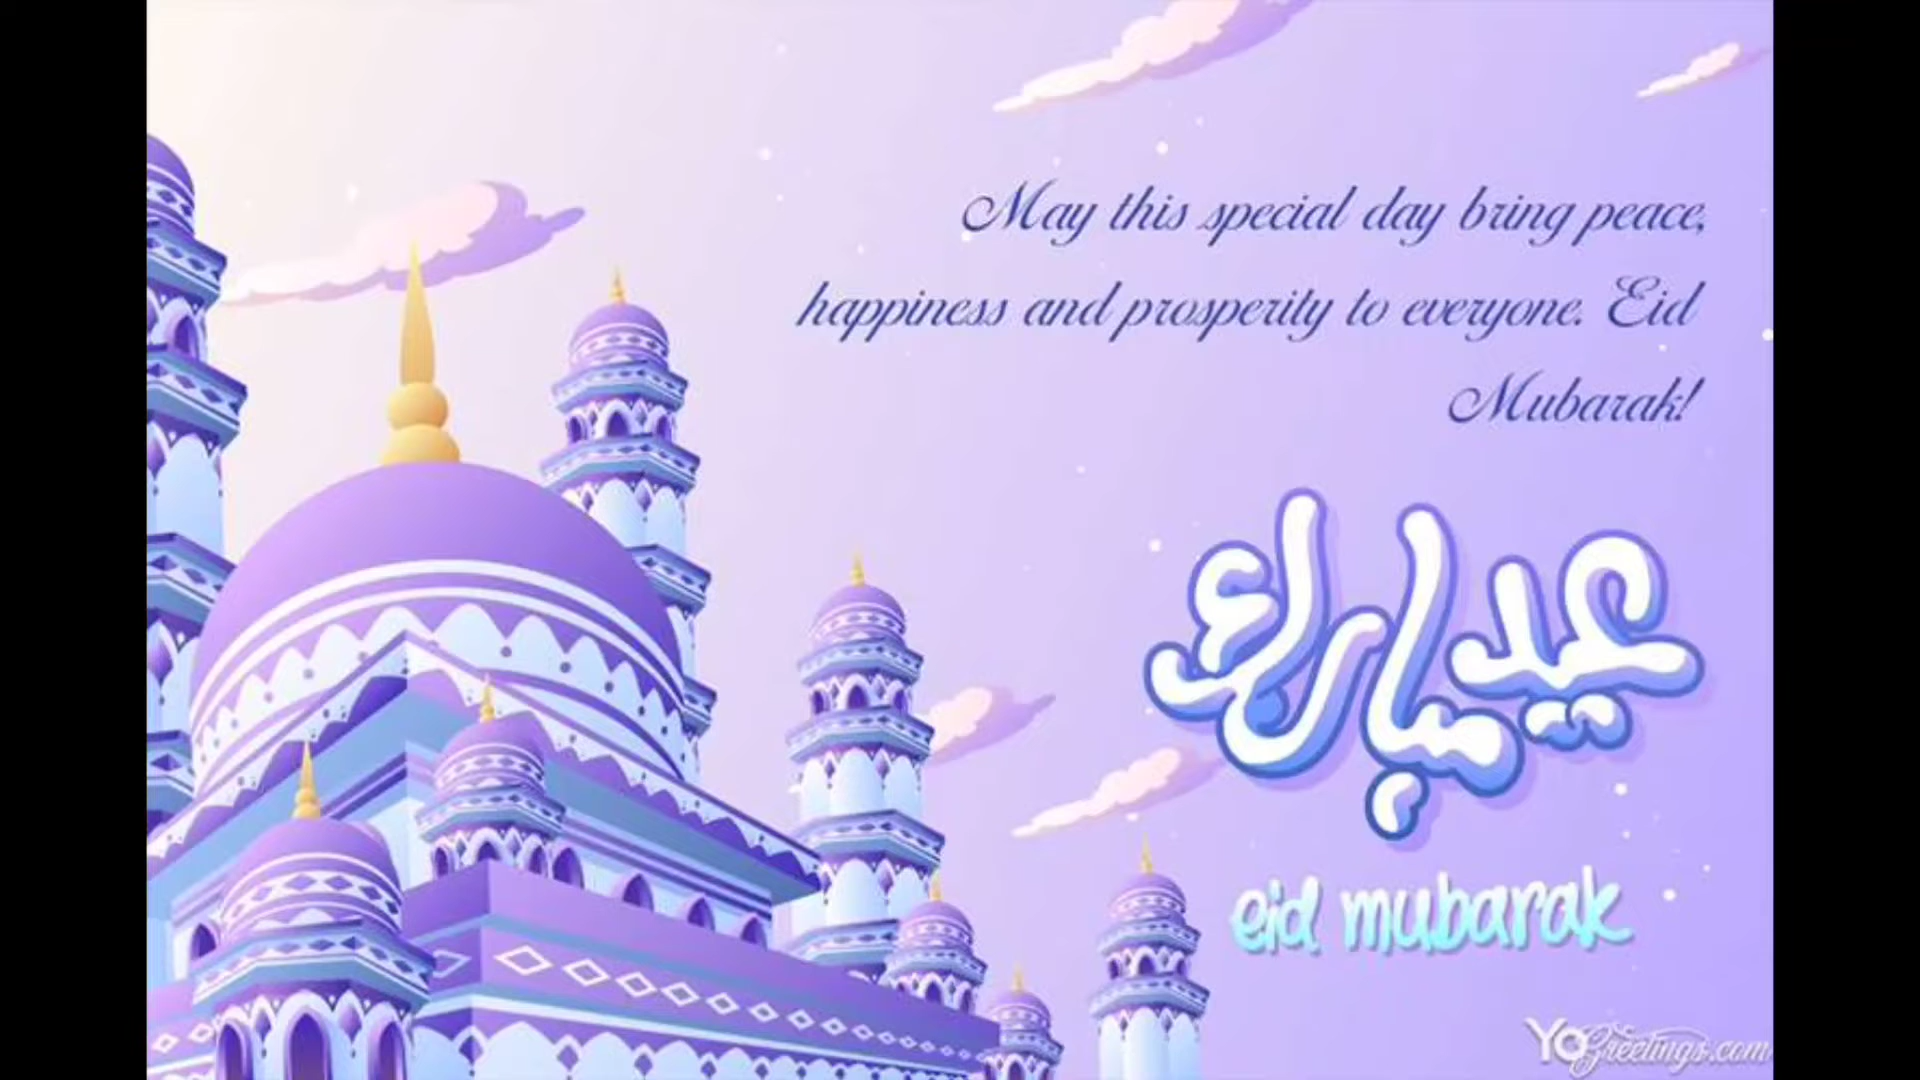 May this special day bring peace,
happiness and prosperity to everyone. Eid
Mubarak!
عيد مبارك
eid mubarak
YoGreetings.com